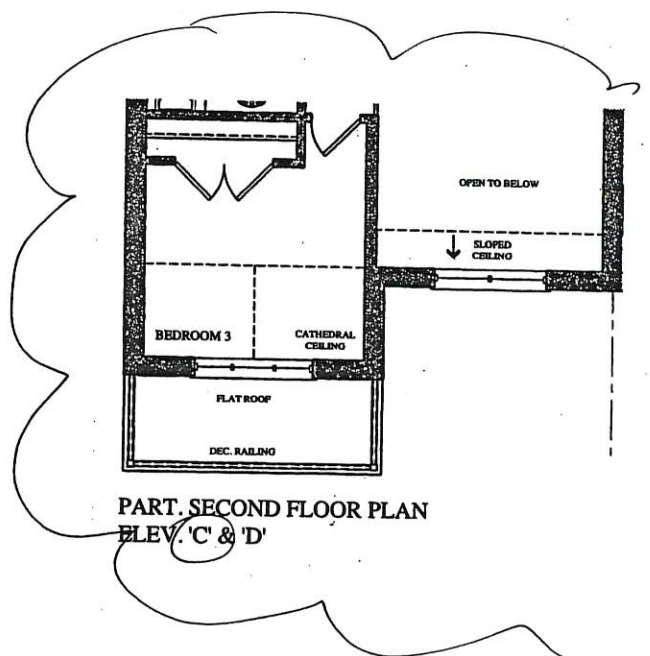 OPEN TO BELOW
SLOPED
CEILING
BEDROOM 3
CATHEDRAL
CEILING
FLAT ROOF
DEC. RAILING
PART. SECOND FLOOR PLAN
ELEV. 'C' & 'D'